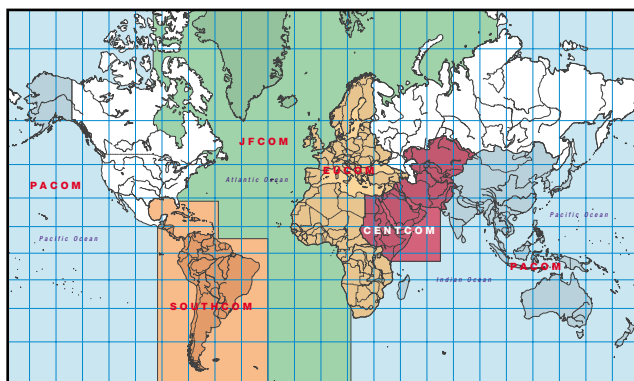 JFCOM
EUCOM
Atlantic Ocean
PACOM
Pacific Ocean
CENTCOM
Pacific Ocean
PACOM
Indian Ocean
SOUTHCOM